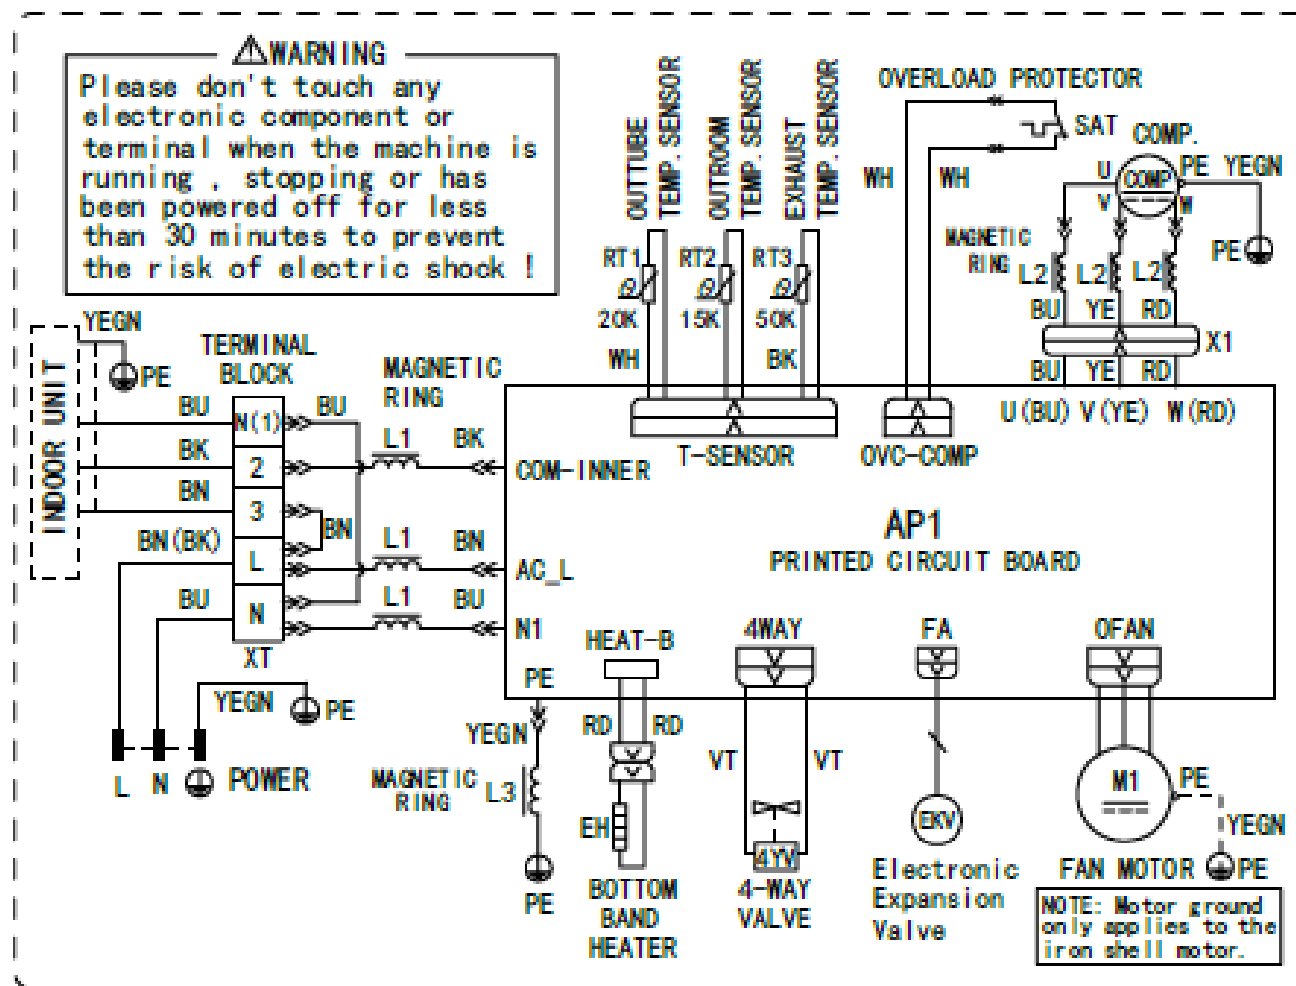 WARNING
Please don't touch any
electronic component or
terminal when the machine is
running , stopping or has
been powered off for less
than 30 minutes to prevent
the risk of electric shock !
OUTTUBE
TEMP. SENSOR
OUTROOM
TEMP. SENSOR
EXHAUST
TEMP. SENSOR
OVERLOAD PROTECTOR
SAT
COMP.
WH
WH
U
COMP
PE YEGN
V
W
MAGNETIC
RING
L2
L2
L2
PE
RT1
RT2
RT3
20K
15K
50K
WH
BK
BU
YE
RD
X1
BU
YE
RD
YEGN
PE
INDOOR UNIT
TERMINAL
BLOCK
MAGNETIC
RING
BU
N(1)
BU
BK
2
L1
BK
COM-INNER
BN
3
BN
BN(BK)
L
L1
BN
AC_L
BU
N
L1
BU
N1
XT
T-SENSOR
OVC-COMP
U(BU) V(YE) W(RD)
AP1
PRINTED CIRCUIT BOARD
YEGN
PE
L N POWER
PE
YEGN
MAGNETIC
RING
L3
PE
HEAT-B
RD
RD
EH
BOTTOM
BAND
HEATER
4WAY
VT
VT
4YV
4-WAY
VALVE
FA
EKV
Electronic
Expansion
Valve
OFAN
M1
PE
YEGN
FAN MOTOR
PE
NOTE: Motor ground
only applies to the
iron shell motor.